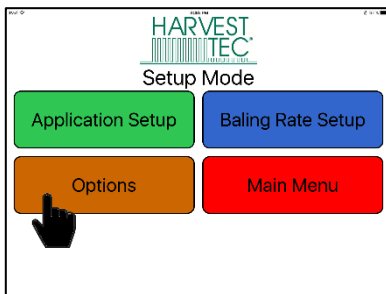 HARVEST
TEC
Setup Mode
Application Setup
Baling Rate Setup
Options
Main Menu